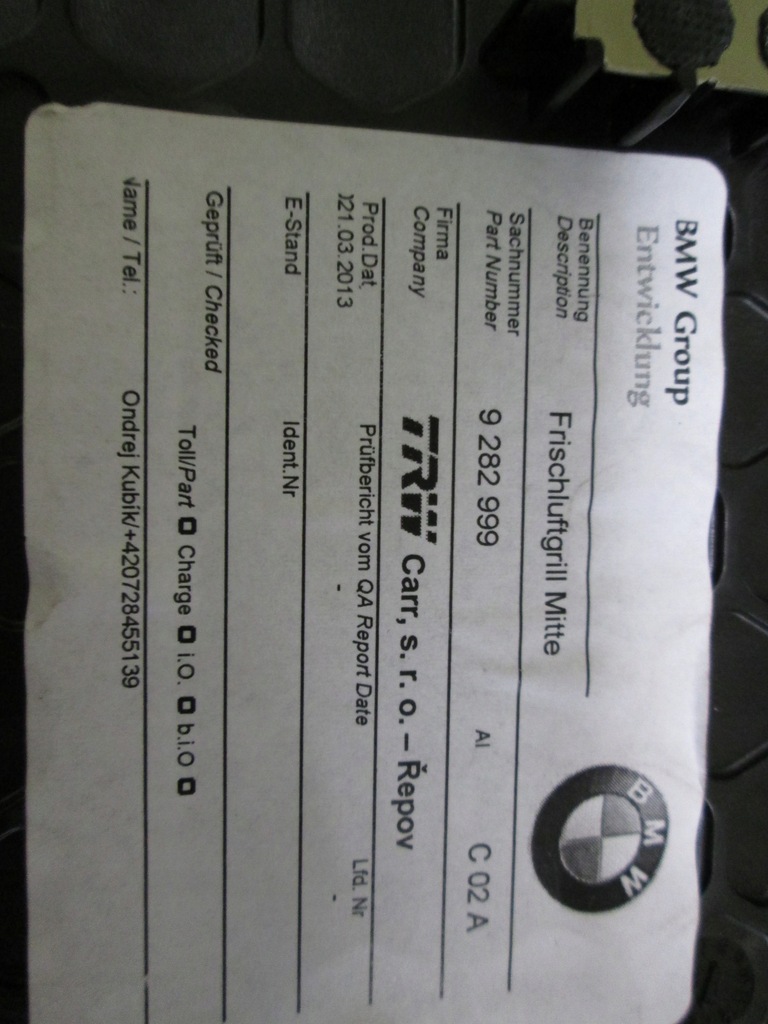 BMW Group
Entwicklung
BMW
Benennung
Description
Frischluftgrill Mitte
Sachnummer
Part Number
9 282 999
AI
C 02 A
Firma
Company
TRW Carr, s. r. o. – Řepov
Prod.Dat.
)21.03.2013
Prüfbericht vom QA Report Date
-
Lfd. Nr
-
E-Stand
Ident.Nr
Geprüft / Checked
Toll/Part Charge i.O. b.i.O
Name / Tel.:
Ondrej Kubik/+420728455139